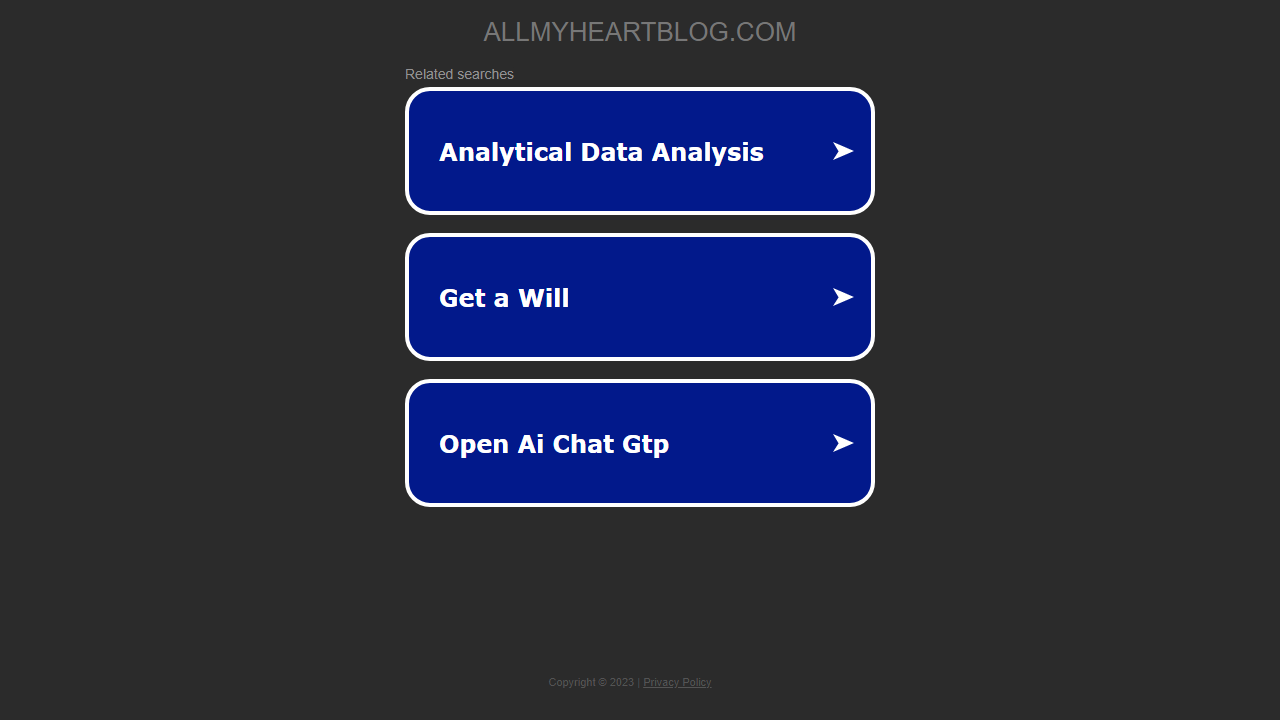 ALLMYHEARTBLOG.COM
Related searches
Analytical Data Analysis
Get a Will
Open Ai Chat Gtp
Copyright © 2023 | Privacy Policy